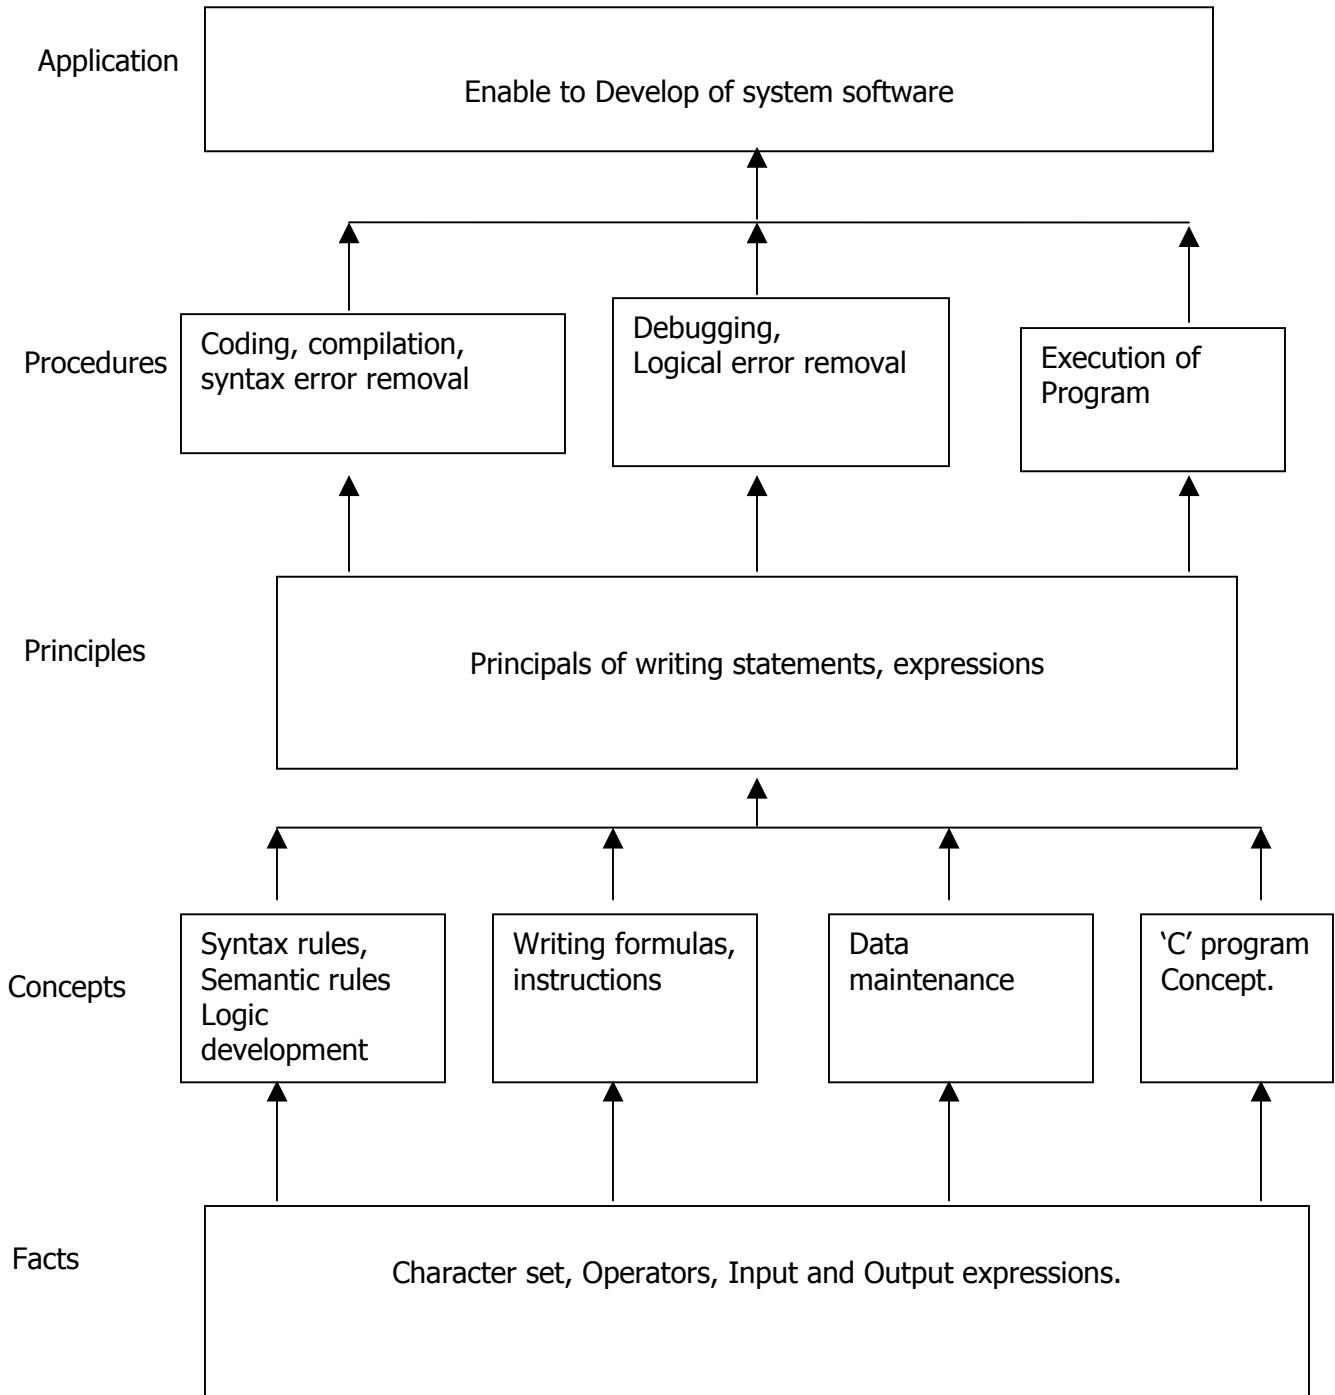 Application
Enable to Develop of system software
Procedures
Coding, compilation,
syntax error removal
Debugging,
Logical error removal
Execution of
Program
Principles
Principals of writing statements, expressions
Concepts
Syntax rules,
Semantic rules
Logic
development
Writing formulas,
instructions
Data
maintenance
‘C’ program
Concept.
Facts
Character set, Operators, Input and Output expressions.